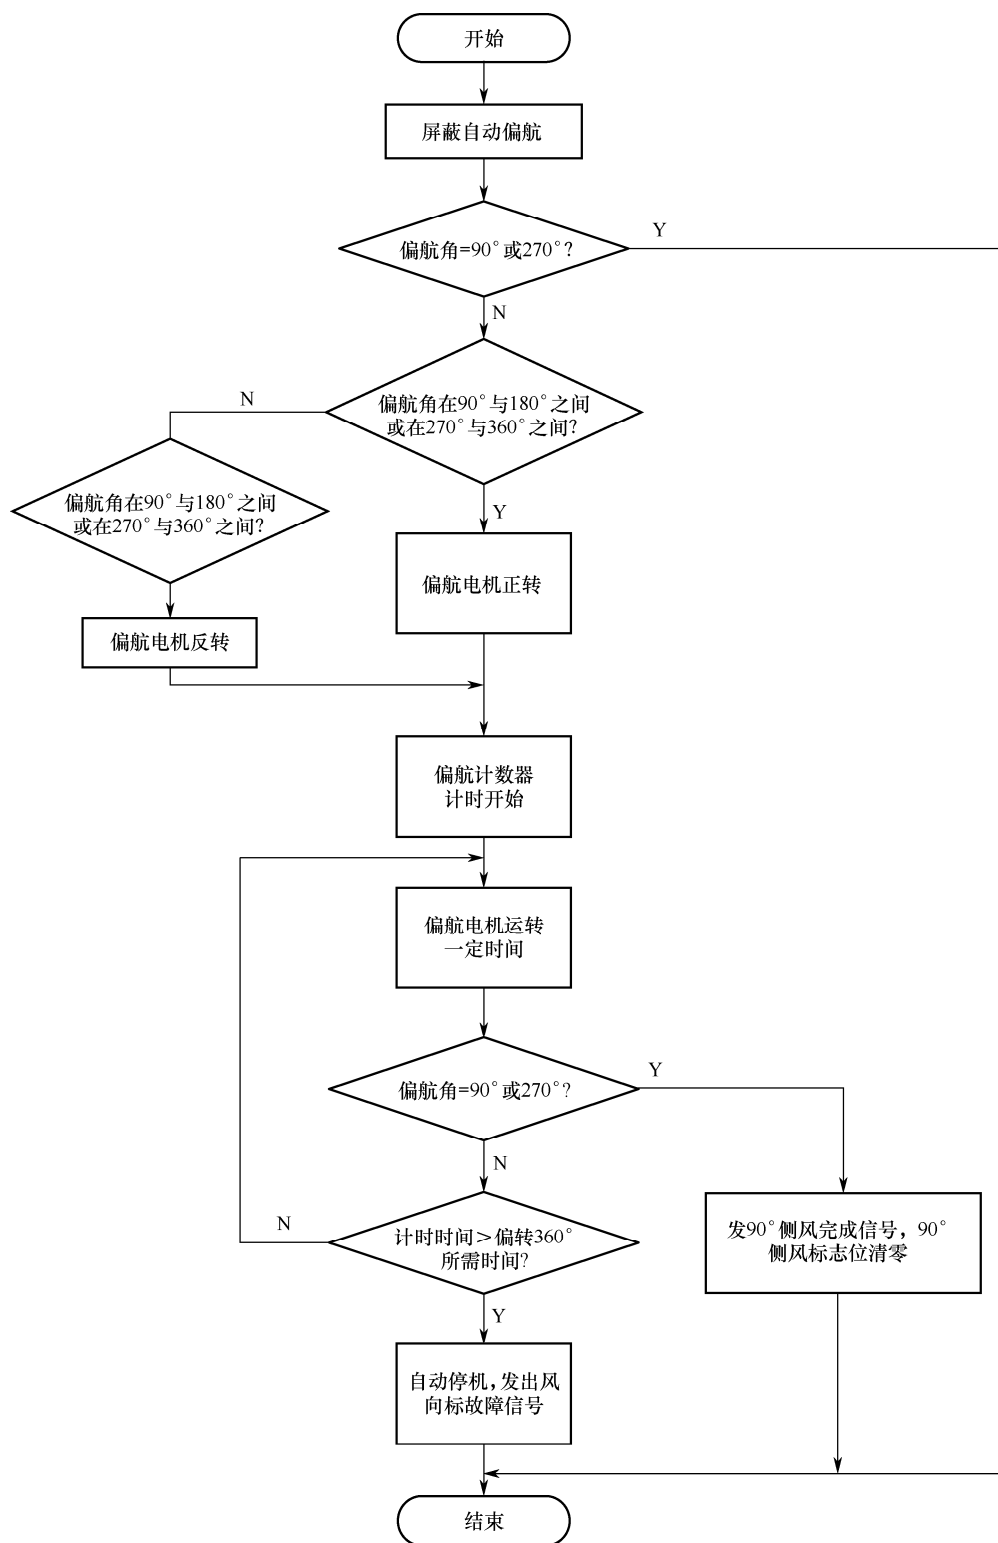 开始
屏蔽自动偏航
偏航角=90°或270°?
Y
N
偏航角在90°与180°之间
或在270°与360°之间?
N
Y
偏航角在90°与180°之间
或在270°与360°之间?
偏航电机正转
偏航电机反转
偏航计数器
计时开始
偏航电机运转
一定时间
偏航角=90°或270°?
Y
N
计时时间>偏转360°
所需时间?
N
Y
发90°侧风完成信号，90°
侧风标志位清零
自动停机，发出风
向标故障信号
结束